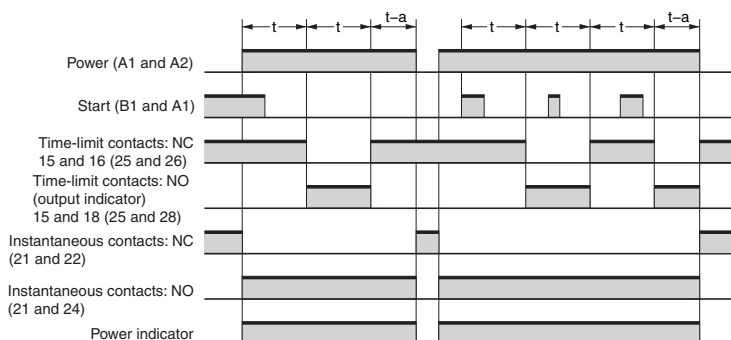 t t t–a t t t t–a
Power (A1 and A2)
Start (B1 and A1)
Time-limit contacts: NC
15 and 16 (25 and 26)
Time-limit contacts: NO
(output indicator)
15 and 18 (25 and 28)
Instantaneous contacts: NC
(21 and 22)
Instantaneous contacts: NO
(21 and 24)
Power indicator